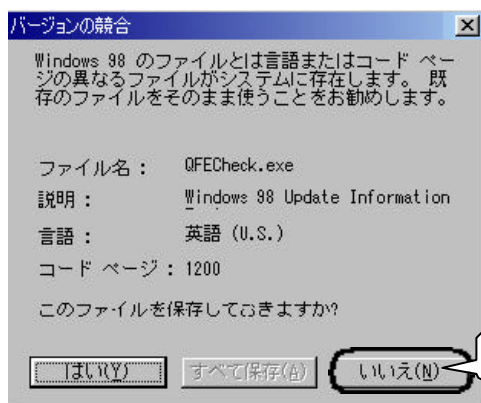 バージョンの競合
Windows 98 のファイルとは言語またはコード ペー
ジの異なるファイルがシステムに存在します。 既
存のファイルをそのまま使うことをお勧めします。
ファイル名： QFECheck.exe
説明： Windows 98 Update Information
言語： 英語 (U.S.)
コード ページ： 1200
このファイルを保存しておきますか?
はい(Y) すべて保存(A) いいえ(N)